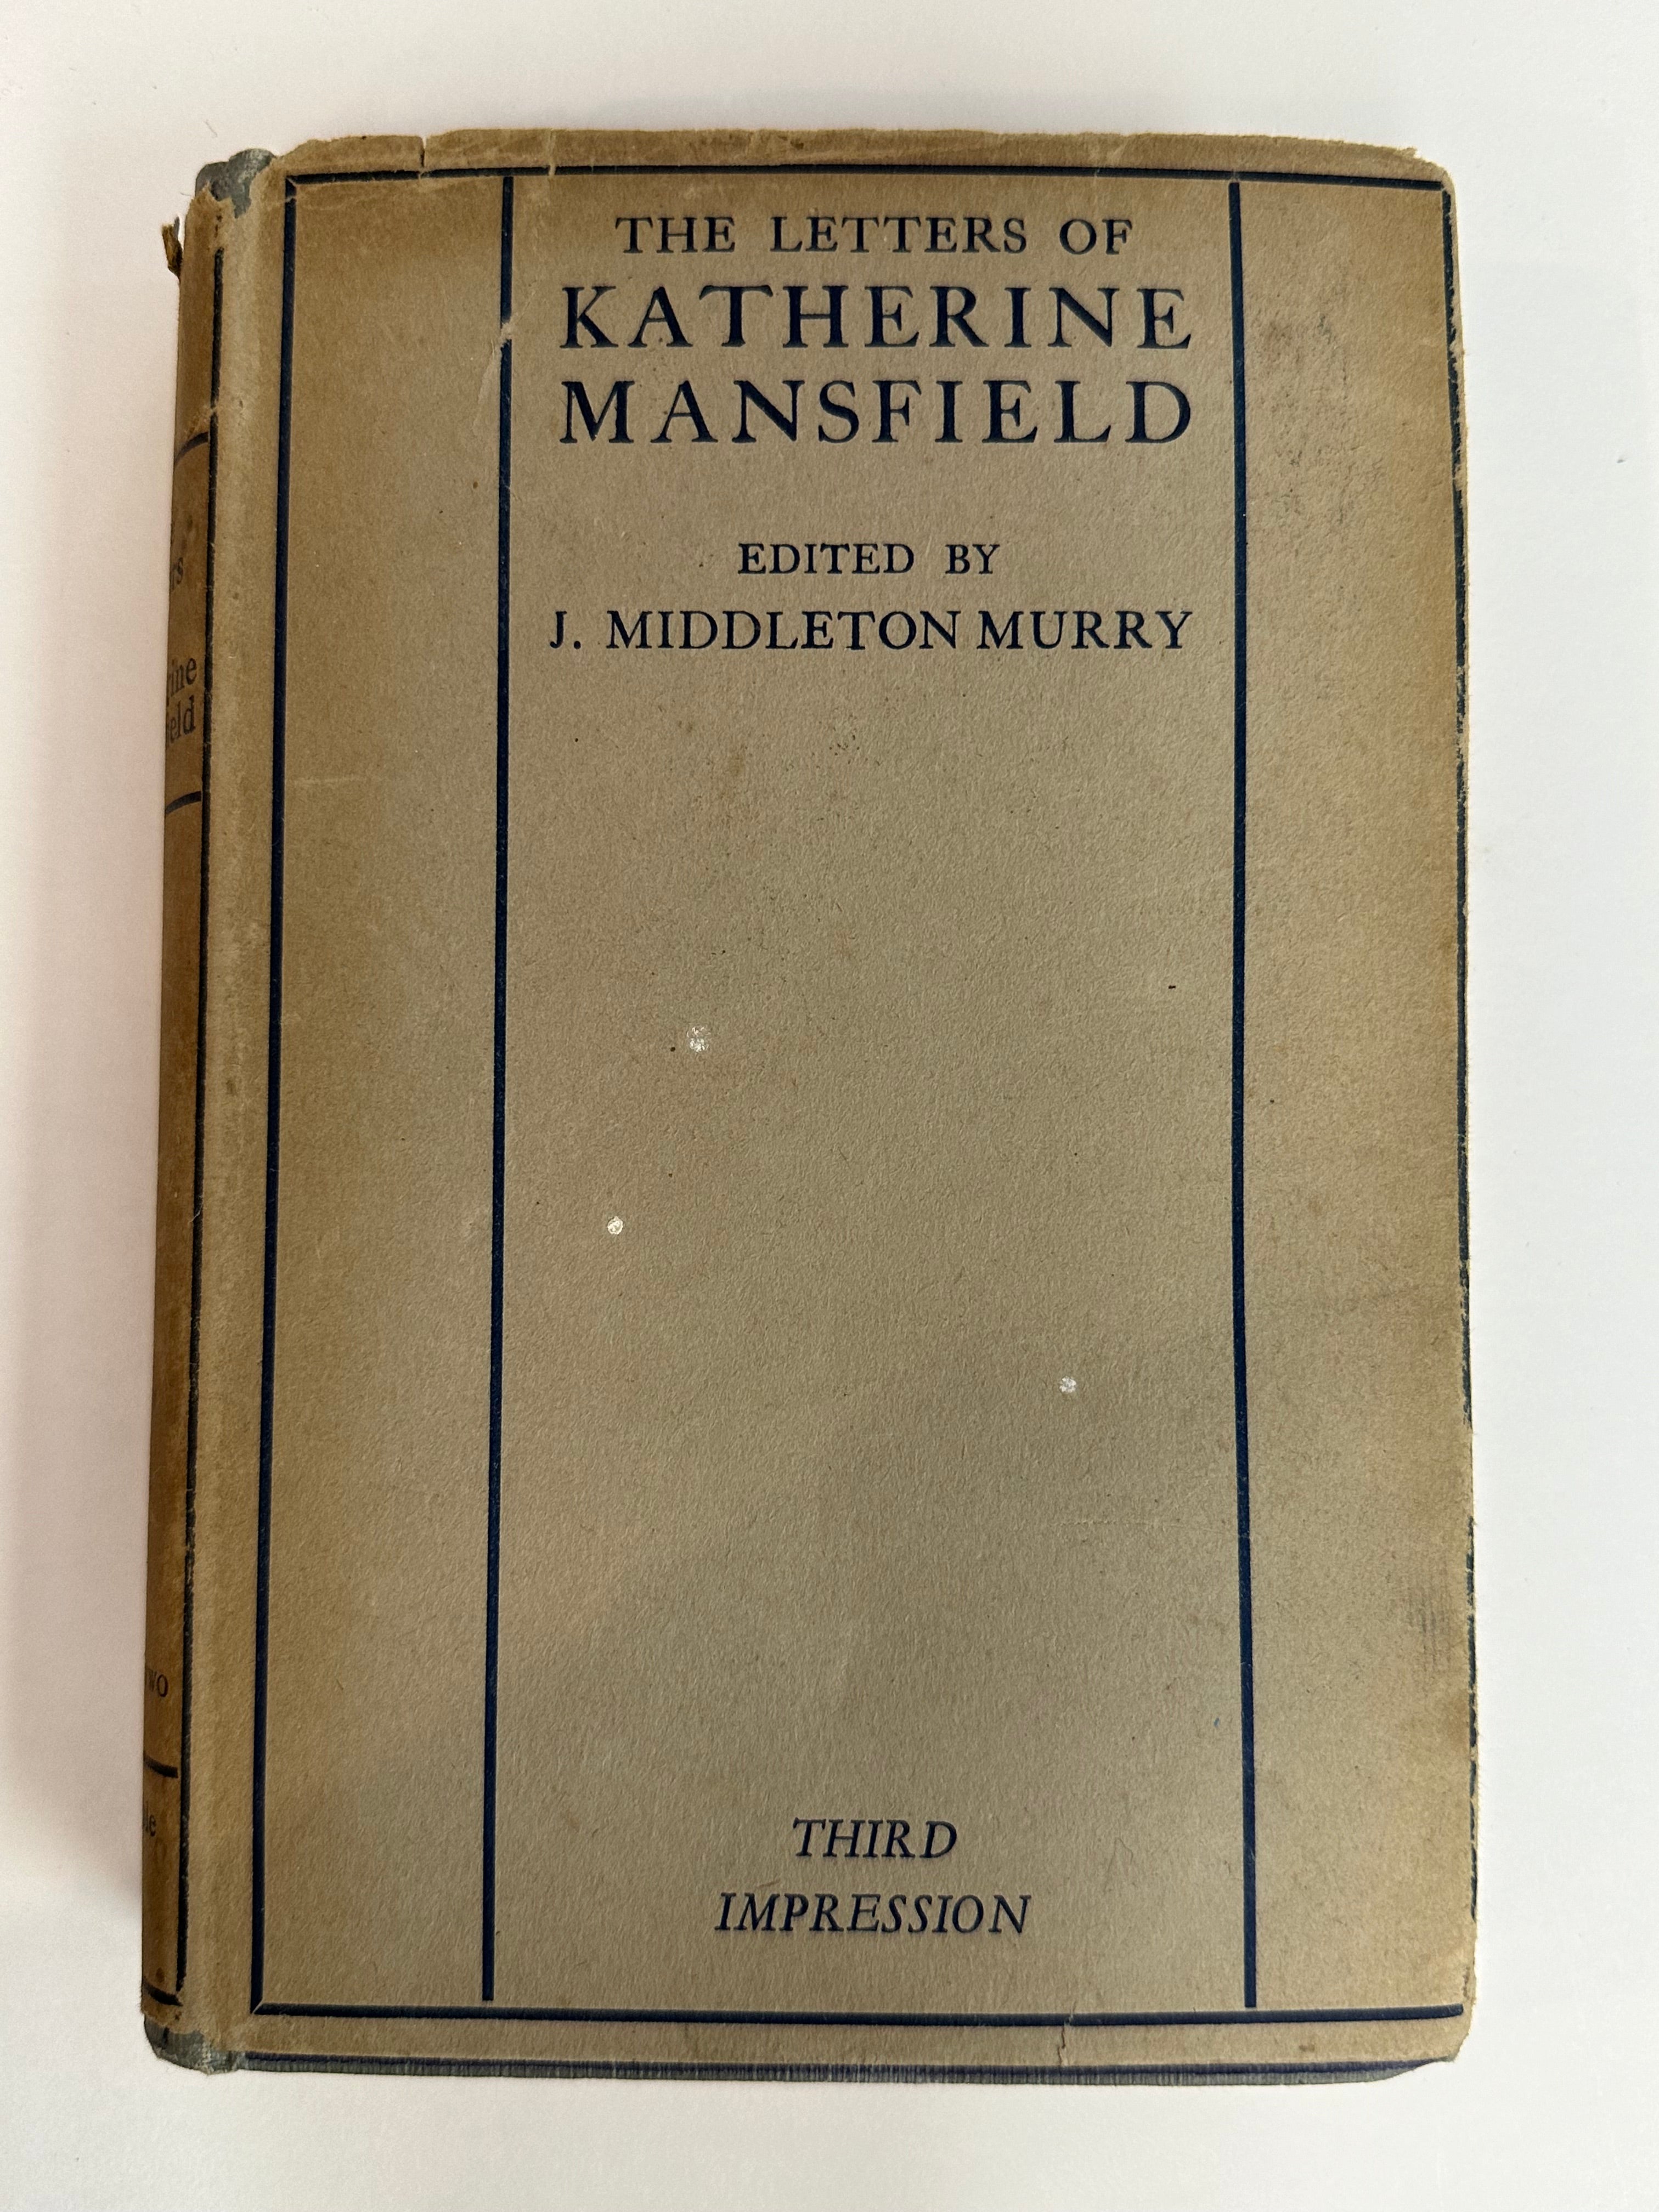 THE LETTERS OF
KATHERINE
MANSFIELD
EDITED BY
J. MIDDLETON MURRY
THIRD
IMPRESSION